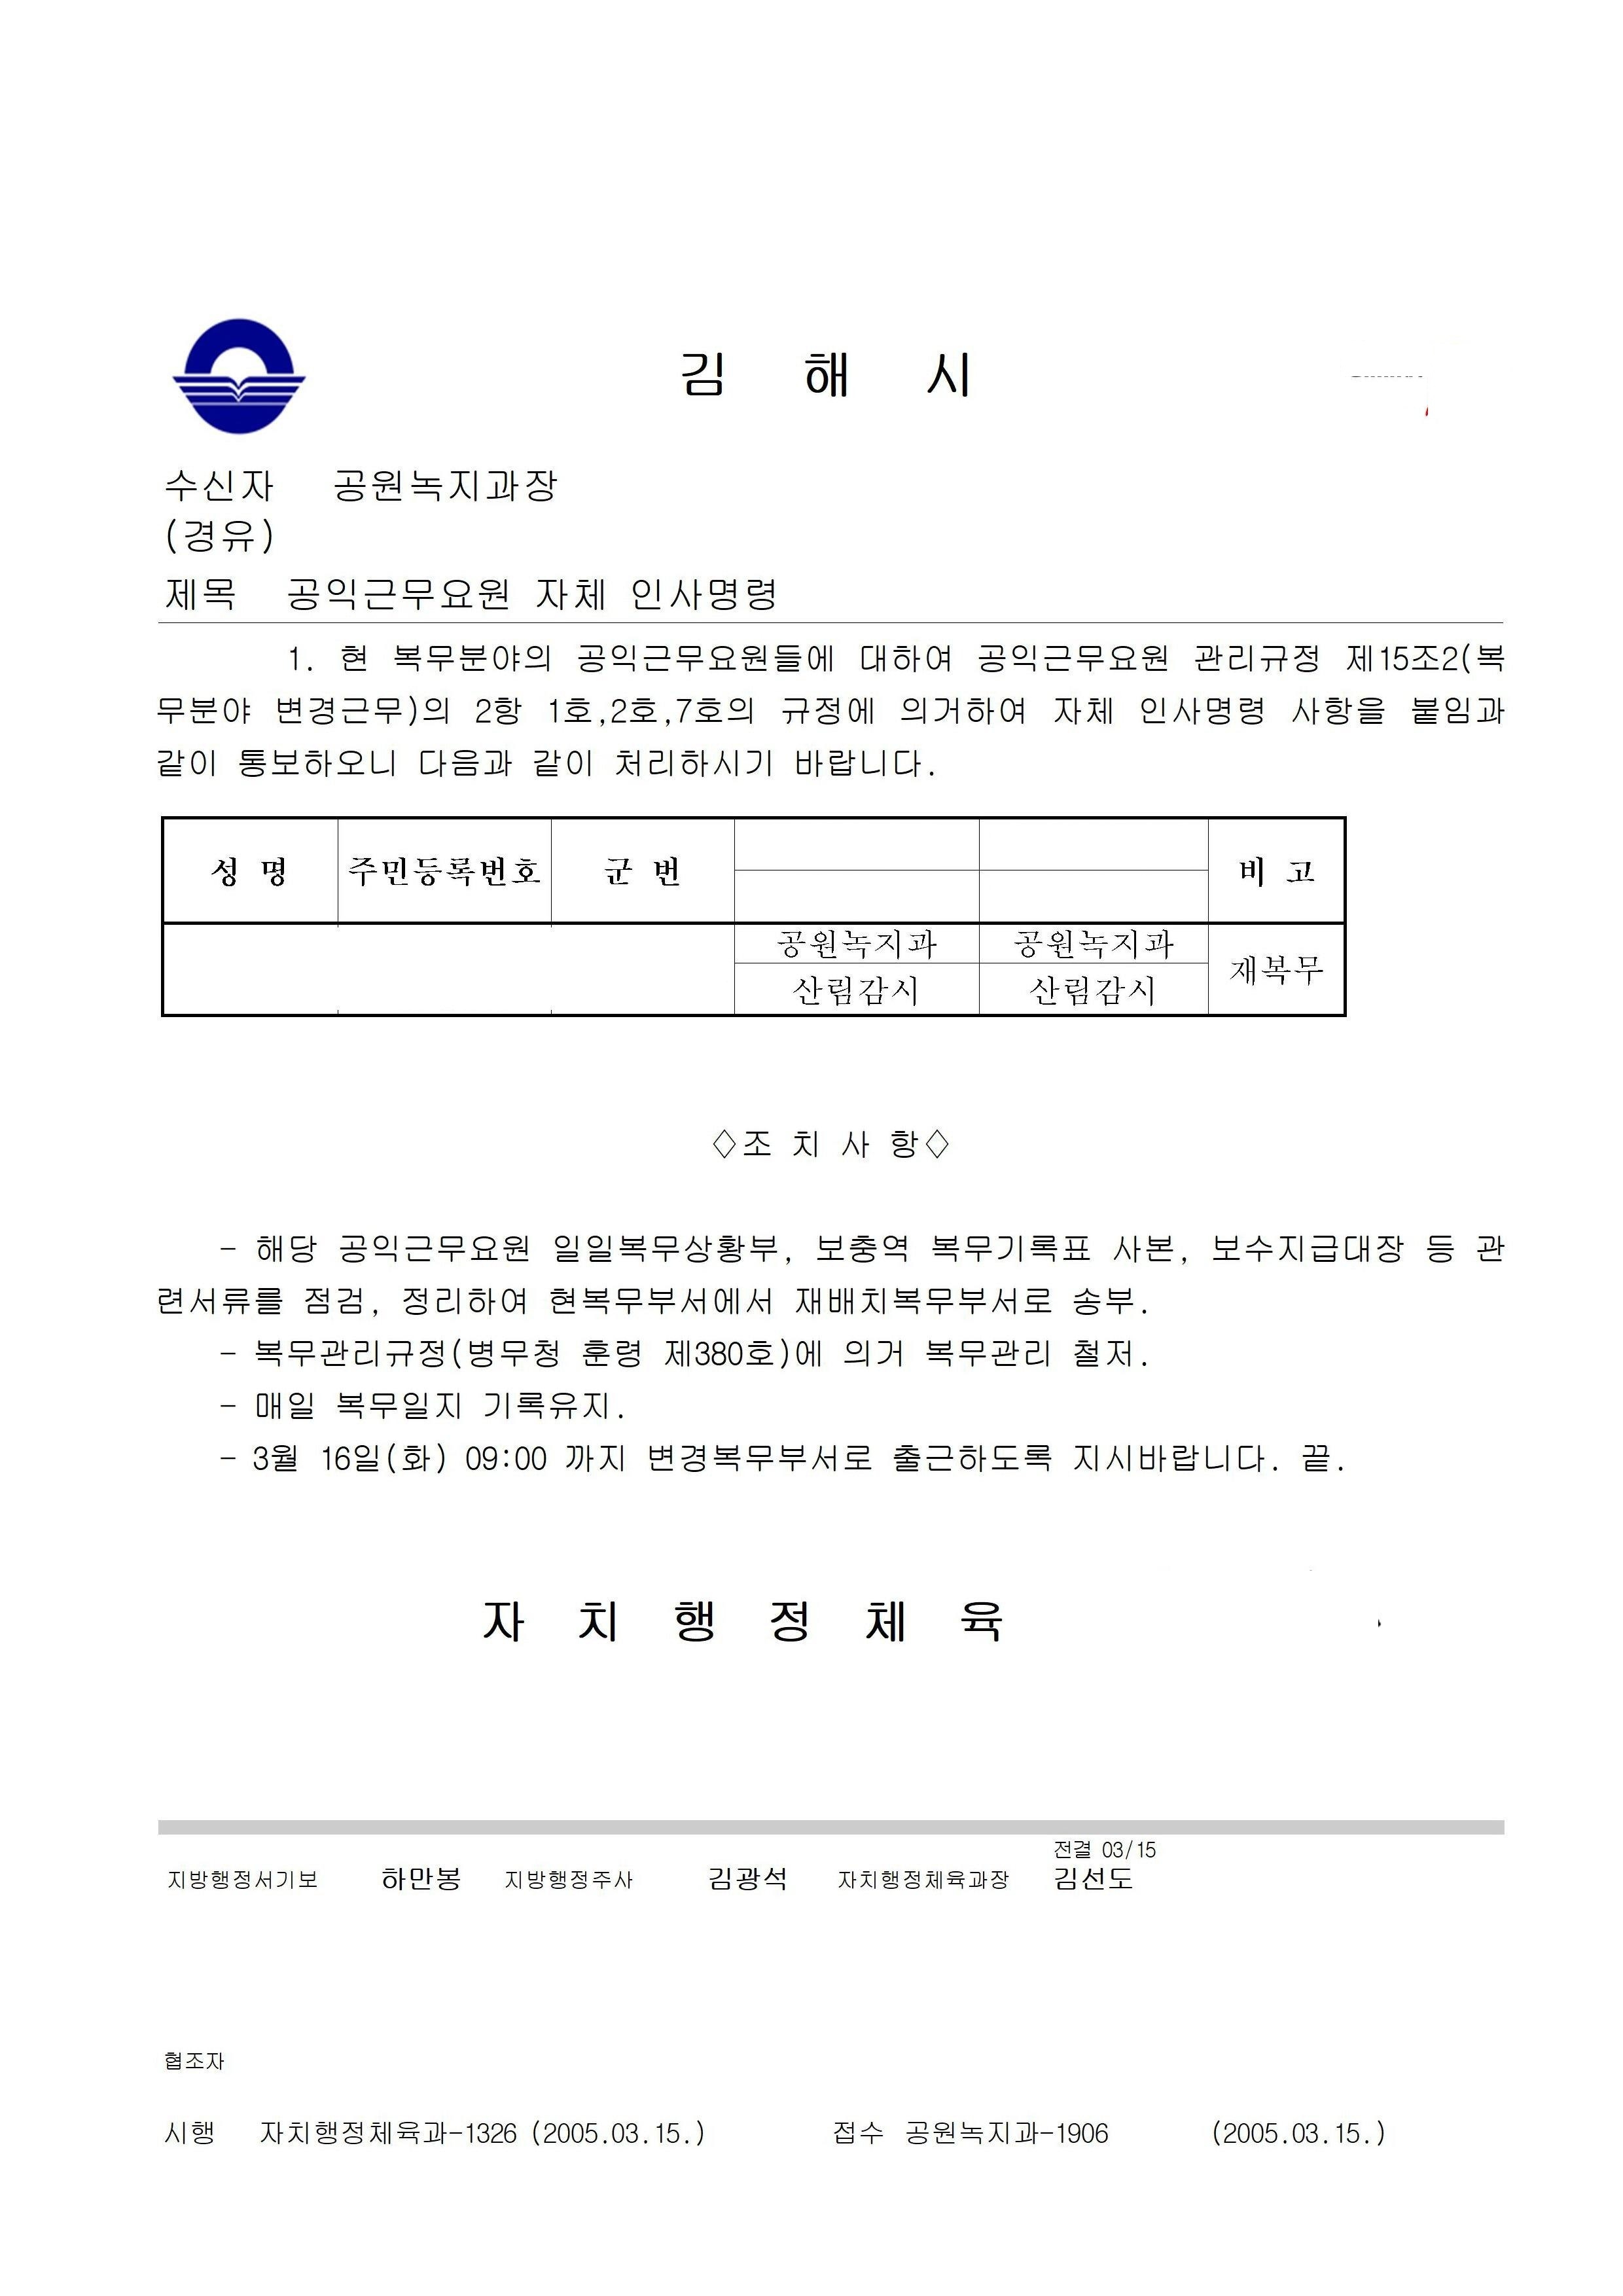 김 해 시
수신자 공원녹지과장
(경유)
제목 공익근무요원 자체 인사명령
1. 현 복무분야의 공익근무요원들에 대하여 공익근무요원 관리규정 제15조2(복
무분야 변경근무)의 2항 1호,2호,7호의 규정에 의거하여 자체 인사명령 사항을 붙임과
같이 통보하오니 다음과 같이 처리하시기 바랍니다.
성 명 주민등록번호 군 번 비 고
공원녹지과 공원녹지과
재복무
산림감시 산림감시
◇조 치 사 항◇
- 해당 공익근무요원 일일복무상황부, 보충역 복무기록표 사본, 보수지급대장 등 관
련서류를 점검, 정리하여 현복무부서에서 재배치복무부서로 송부.
- 복무관리규정(병무청 훈령 제380호)에 의거 복무관리 철저.
- 매일 복무일지 기록유지.
- 3월 16일(화) 09:00 까지 변경복무부서로 출근하도록 지시바랍니다. 끝.
자 치 행 정 체 육
전결 03/15
지방행정서기보 하만봉 지방행정주사 김광석 자치행정체육과장 김선도
협조자
시행 자치행정체육과-1326 (2005.03.15.) 접수 공원녹지과-1906 (2005.03.15.)